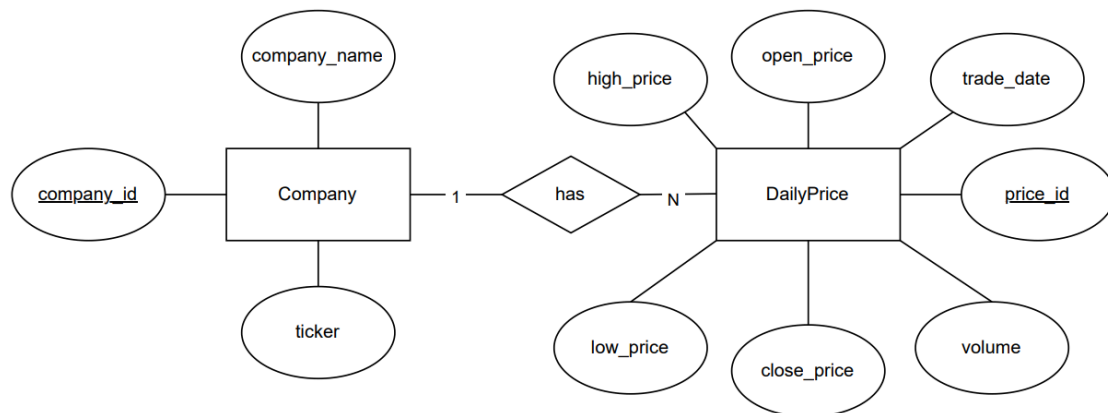 company_name
open_price
high_price
trade_date
company_id
Company
1
has
N
DailyPrice
price_id
ticker
low_price
close_price
volume